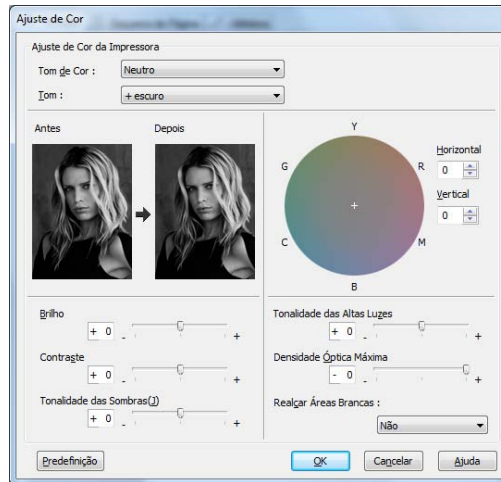 Ajuste de Cor
Ajuste de Cor da Impressora
Tom de Cor : Neutro
Tom : + escuro
Antes Depois
Y
G R
C M
B
Horizontal
0
Vertical
0
Brilho
+ 0 - +
Contraste
+ 0 - +
Tonalidade das Sombras(J)
+ 0 - +
Tonalidade das Altas Luzes
+ 0 - +
Densidade Óptica Máxima
- 0 - +
Realçar Áreas Brancas :
Não
Predefinição OK Cancelar Ajuda